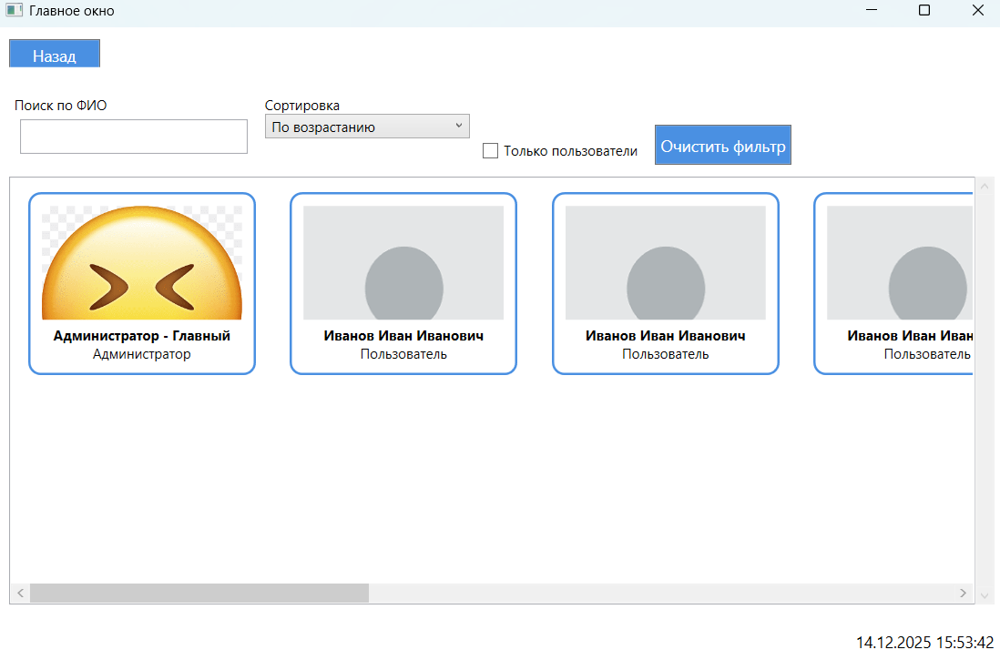 Главное окно
Назад
Поиск по ФИО
Сортировка
По возрастанию
Только пользователи
Очистить фильтр
Администратор - Главный
Администратор
Иванов Иван Иванович
Пользователь
Иванов Иван Иванович
Пользователь
Иванов Иван Иван
Пользователь
14.12.2025 15:53:42